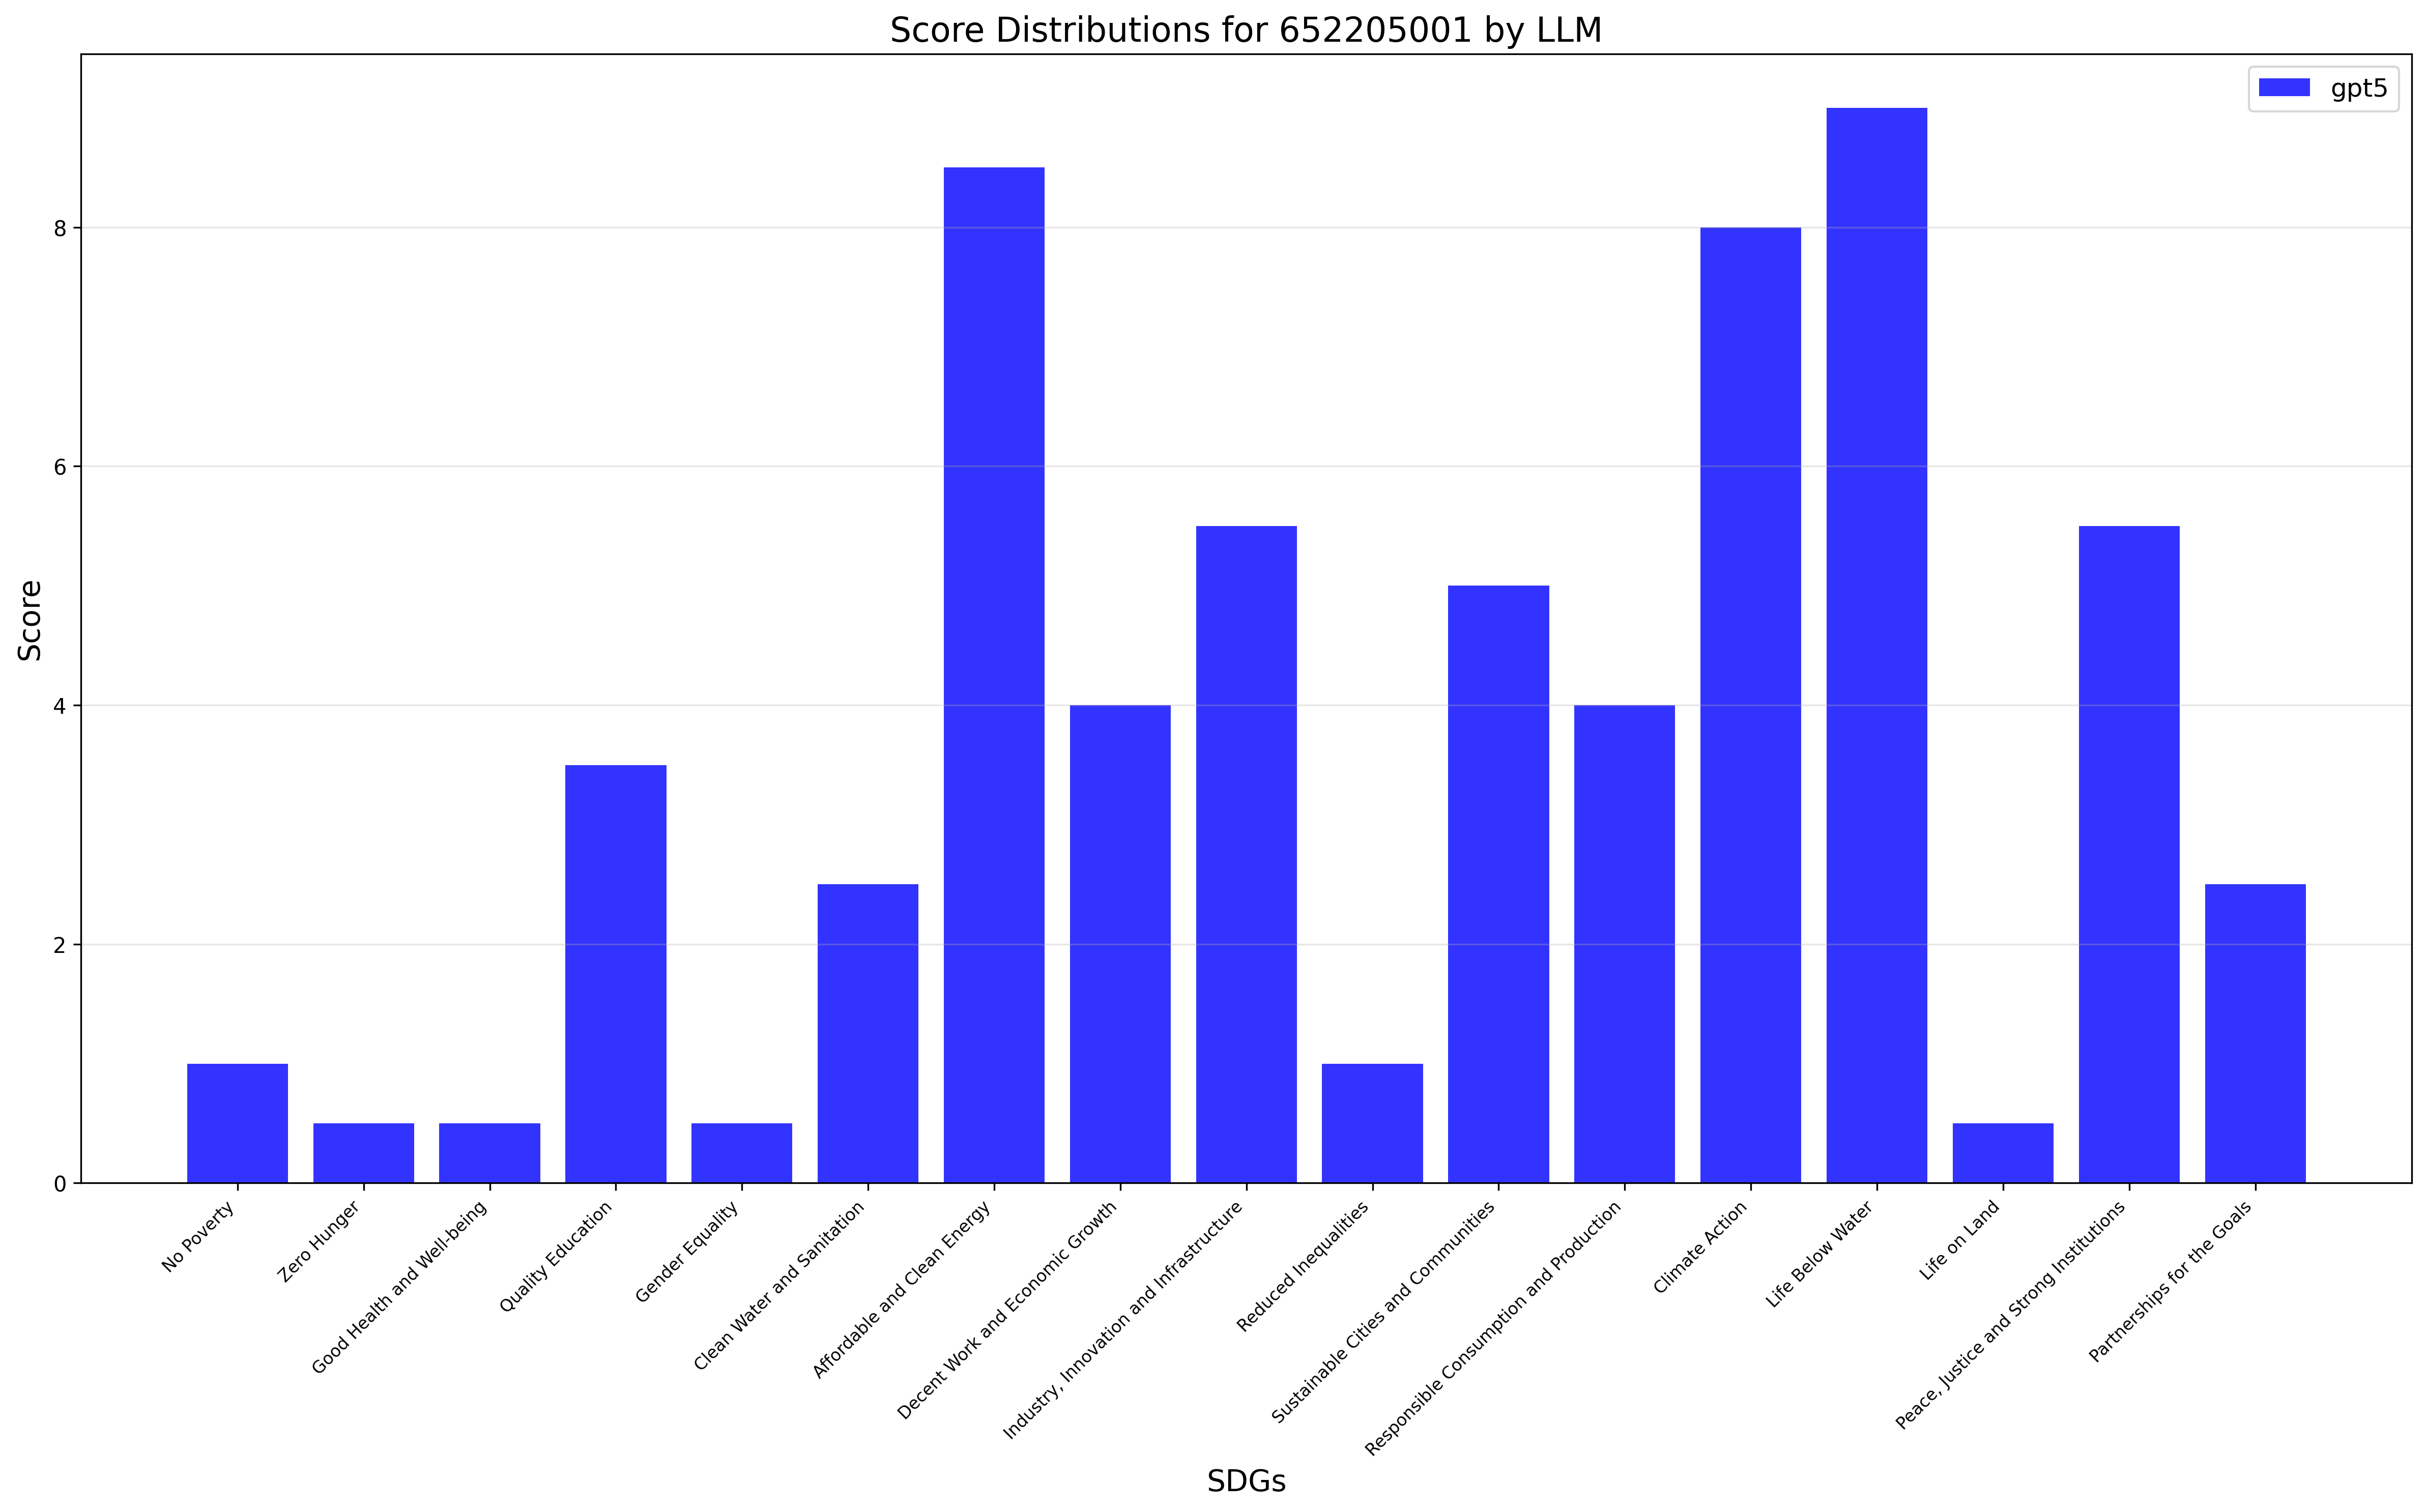 Score Distributions for 652205001 by LLM
gpt5
Score
8
6
4
2
0
No Poverty
Zero Hunger
Good Health and Well-being
Quality Education
Gender Equality
Clean Water and Sanitation
Affordable and Clean Energy
Decent Work and Economic Growth
Industry, Innovation and Infrastructure
Reduced Inequalities
Sustainable Cities and Communities
Responsible Consumption and Production
Climate Action
Life Below Water
Life on Land
Peace, Justice and Strong Institutions
Partnerships for the Goals
SDGs